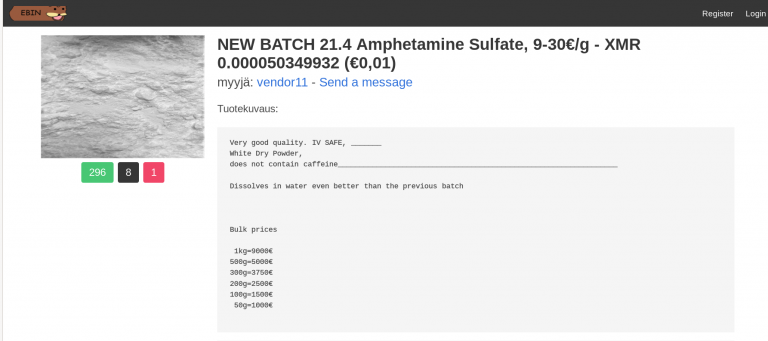 EBIN
Register Login
NEW BATCH 21.4 Amphetamine Sulfate, 9-30€/g - XMR
0.000050349932 (€0,01)
myyjä: vendor11 - Send a message
296 8 1
Tuotekuvaus:
Very good quality. IV SAFE, _______
White Dry Powder,
does not contain caffeine_________________________________________________________________
Dissolves in water even better than the previous batch
Bulk prices
1kg=9000€
500g=5000€
300g=3750€
200g=2500€
100g=1500€
50g=1000€